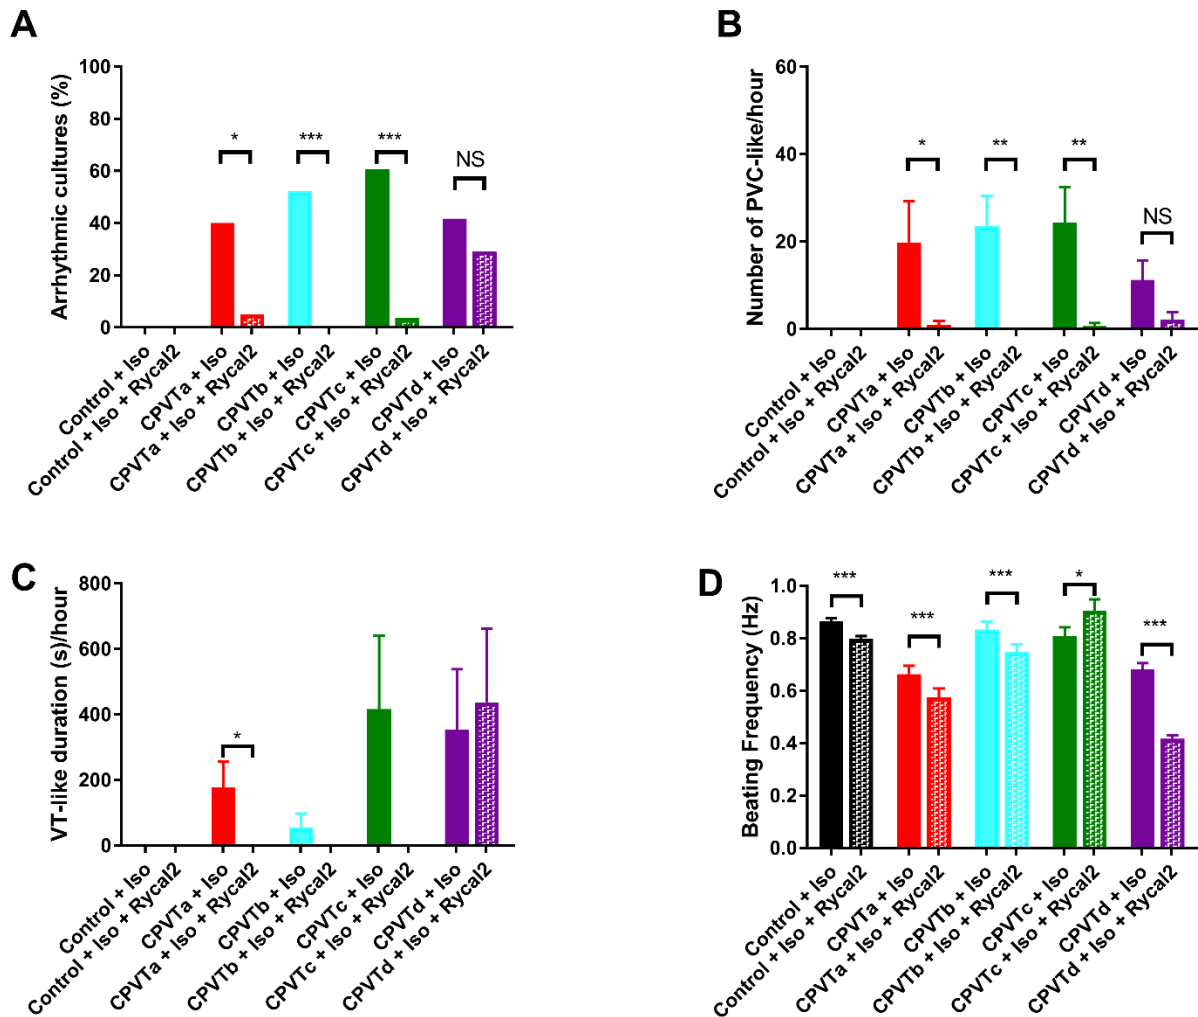 A
Arrhythmic cultures (%)
100
80
60
40
20
0
* *** *** NS
Control + Iso
Control + Iso + Rycal2
CPVTa + Iso
CPVTa + Iso + Rycal2
CPVTb + Iso
CPVTb + Iso + Rycal2
CPVTc + Iso
CPVTc + Iso + Rycal2
CPVTd + Iso
CPVTd + Iso + Rycal2
B
Number of PVC-like/hour
60
40
20
0
* ** ** NS
Control + Iso
Control + Iso + Rycal2
CPVTa + Iso
CPVTa + Iso + Rycal2
CPVTb + Iso
CPVTb + Iso + Rycal2
CPVTc + Iso
CPVTc + Iso + Rycal2
CPVTd + Iso
CPVTd + Iso + Rycal2
C
VT-like duration (s)/hour
800
600
400
200
0
*
Control + Iso
Control + Iso + Rycal2
CPVTa + Iso
CPVTa + Iso + Rycal2
CPVTb + Iso
CPVTb + Iso + Rycal2
CPVTc + Iso
CPVTc + Iso + Rycal2
CPVTd + Iso
CPVTd + Iso + Rycal2
D
Beating Frequency (Hz)
1.0
0.8
0.6
0.4
0.2
0.0
*** *** *** * ***
Control + Iso
Control + Iso + Rycal2
CPVTa + Iso
CPVTa + Iso + Rycal2
CPVTb + Iso
CPVTb + Iso + Rycal2
CPVTc + Iso
CPVTc + Iso + Rycal2
CPVTd + Iso
CPVTd + Iso + Rycal2